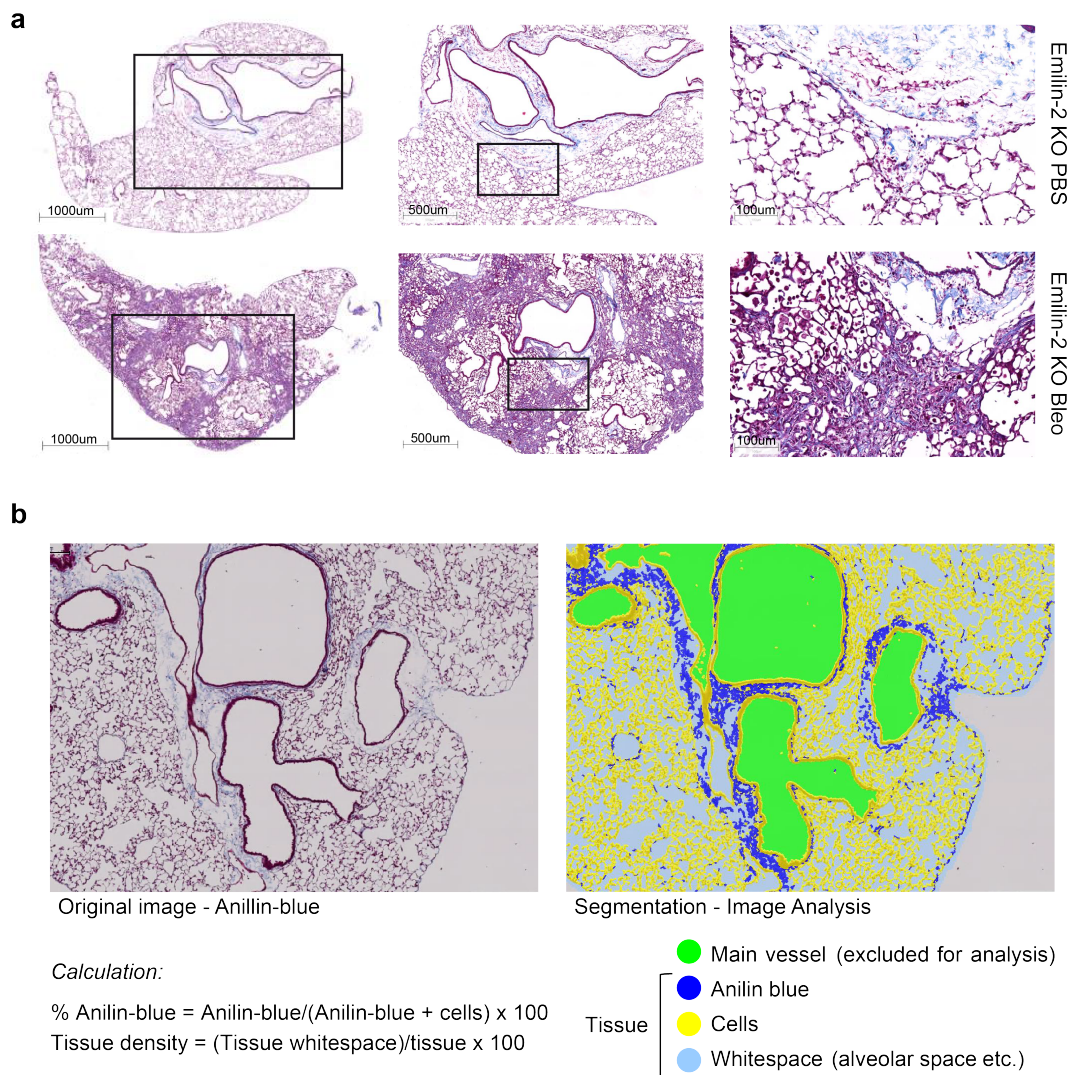 a
1000um
500um
100um
Emilin-2 KO PBS
1000um
500um
100um
Emilin-2 KO Bleo
b
Original image - Anillin-blue
Segmentation - Image Analysis
Calculation:
% Anilin-blue = Anilin-blue/(Anilin-blue + cells) x 100
Tissue density = (Tissue whitespace)/tissue x 100
Main vessel (excluded for analysis)
Tissue
Anilin blue
Cells
Whitespace (alveolar space etc.)